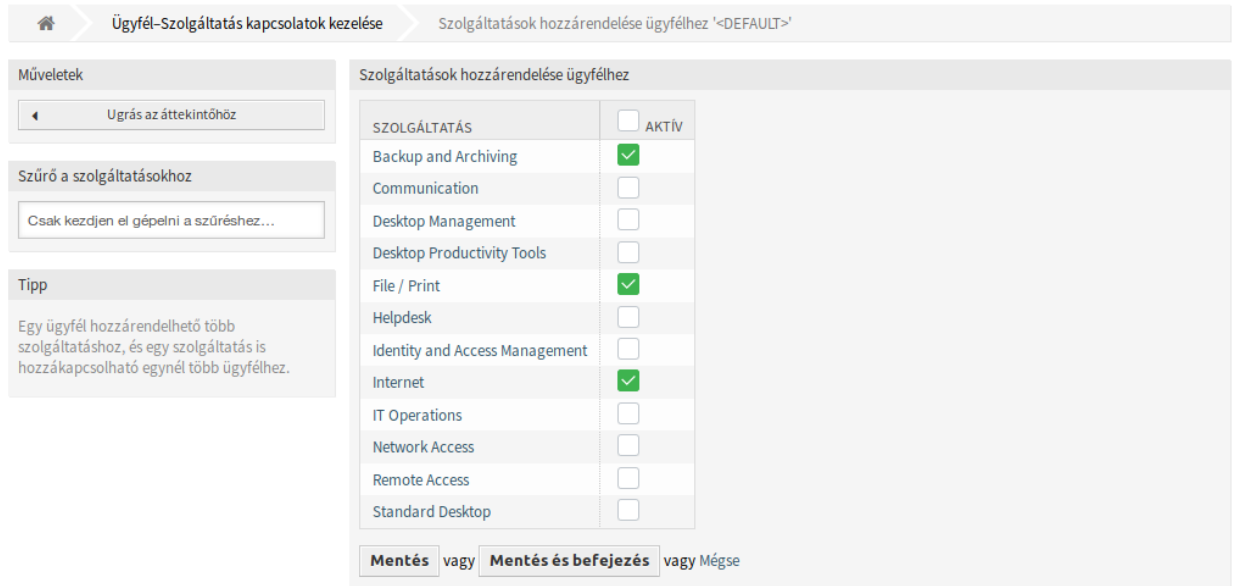 Ügyfél–Szolgáltatás kapcsolatok kezelése
Szolgáltatások hozzárendelése ügyfélhez '<DEFAULT>'
Műveletek
Ugrás az áttekintőhöz
Szűrő a szolgáltatásokhoz
Csak kezdjen el gépelni a szűréshez...
Tipp
Egy ügyfél hozzárendelhető több
szolgáltatáshoz, és egy szolgáltatás is
hozzákapcsolható egynél több ügyfélhez.
Szolgáltatások hozzárendelése ügyfélhez
SZOLGÁLTATÁS AKTÍV
Backup and Archiving
Communication
Desktop Management
Desktop Productivity Tools
File / Print
Helpdesk
Identity and Access Management
Internet
IT Operations
Network Access
Remote Access
Standard Desktop
Mentés vagy Mentés és befejezés vagy Mégse